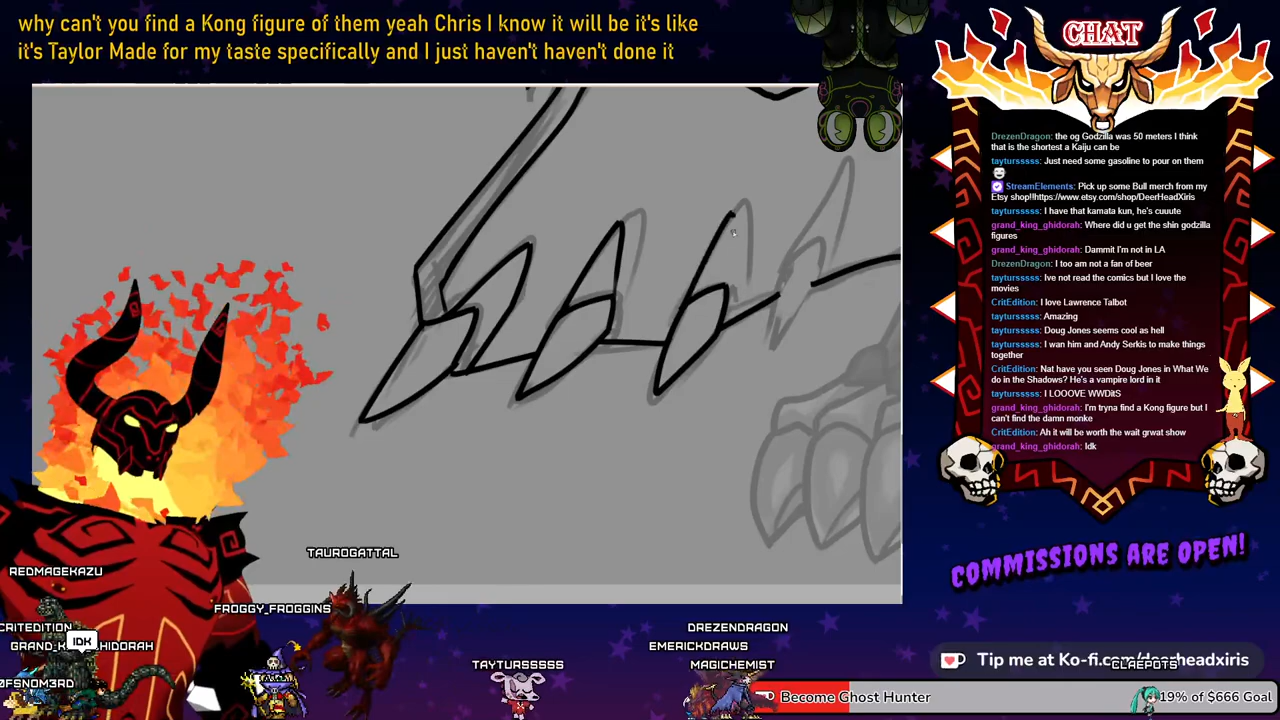 why can't you find a Kong figure of them yeah Chris I know it will be it's like
it's Taylor Made for my taste specifically and I just haven't haven't done it
CHAT
DrezenDragon: the og Godzilla was 50 meters I think
that is the shortest a Kaiju can be
taytursssss: Just need some gasoline to pour on them
StreamElements: Pick up some Bull merch from my
Etsy shop!!https://www.etsy.com/shop/DeerHeadXiris
taytursssss: I have that kamata kun, he's cuuute
grand_king_ghidorah: Where did u get the shin godzilla
figures
grand_king_ghidorah: Dammit I'm not in LA
DrezenDragon: I too am not a fan of beer
taytursssss: Ive not read the comics but I love the
movies
CritEdition: I love Lawrence Talbot
taytursssss: Amazing
taytursssss: Doug Jones seems cool as hell
taytursssss: I wan him and Andy Serkis to make things
together
CritEdition: Nat have you seen Doug Jones in What We
do in the Shadows? He's a vampire lord in it
taytursssss: I LOOOVE WWDitS
grand_king_ghidorah: I'm tryna find a Kong figure but I
can't find the damn monke
CritEdition: Ah it will be worth the wait grwat show
grand_king_ghidorah: Idk
COMMISSIONS ARE OPEN!
TAUROGATTAL
REDMAGEKAZU
FROGGY_FROGGINS
CRITEDITION
IDK
DREZENDRAGON
EMERICKDRAWS
TAYTURSSSSS
MAGICHEMIST
CLAEPOTS
Tip me at Ko-fi.com/deerheadxiris
Become Ghost Hunter
19% of $666 Goal